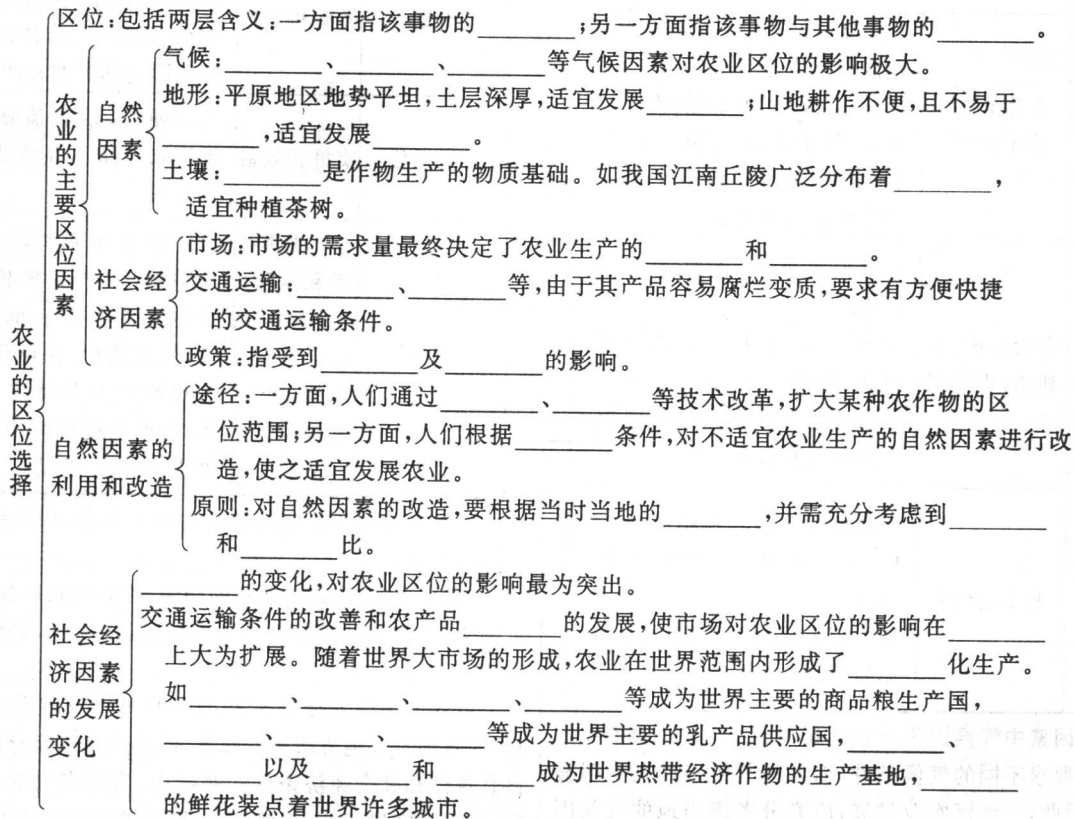 区位:包括两层含义:一方面指该事物的________;另一方面指该事物与其他事物的________。
农业的主要区位因素
自然因素
气候:________、________、________等气候因素对农业区位的影响极大。
地形:平原地区地势平坦,土层深厚,适宜发展________;山地耕作不便,且不易于
________,适宜发展________。
土壤:________是作物生产的物质基础。如我国江南丘陵广泛分布着________,
适宜种植茶树。
社会经济因素
市场:市场的需求量最终决定了农业生产的________和________。
交通运输:________、________等,由于其产品容易腐烂变质,要求有方便快捷
的交通运输条件。
政策:指受到________及________的影响。
农业的区位选择
自然因素的
利用和改造
途径:一方面,人们通过________、________等技术改革,扩大某种农作物的区
位范围;另一方面,人们根据________条件,对不适宜农业生产的自然因素进行改
造,使之适宜发展农业。
原则:对自然因素的改造,要根据当时当地的________,并需充分考虑到________
和________比。
社会经
济因素
的发展
变化
________的变化,对农业区位的影响最为突出。
交通运输条件的改善和农产品________的发展,使市场对农业区位的影响在________
上大为扩展。随着世界大市场的形成,农业在世界范围内形成了________化生产。
如________、________、________、________等成为世界主要的商品粮生产国,
________、________、________等成为世界主要的乳产品供应国,________、
________以及________和________成为世界热带经济作物的生产基地,________
的鲜花装点着世界许多城市。